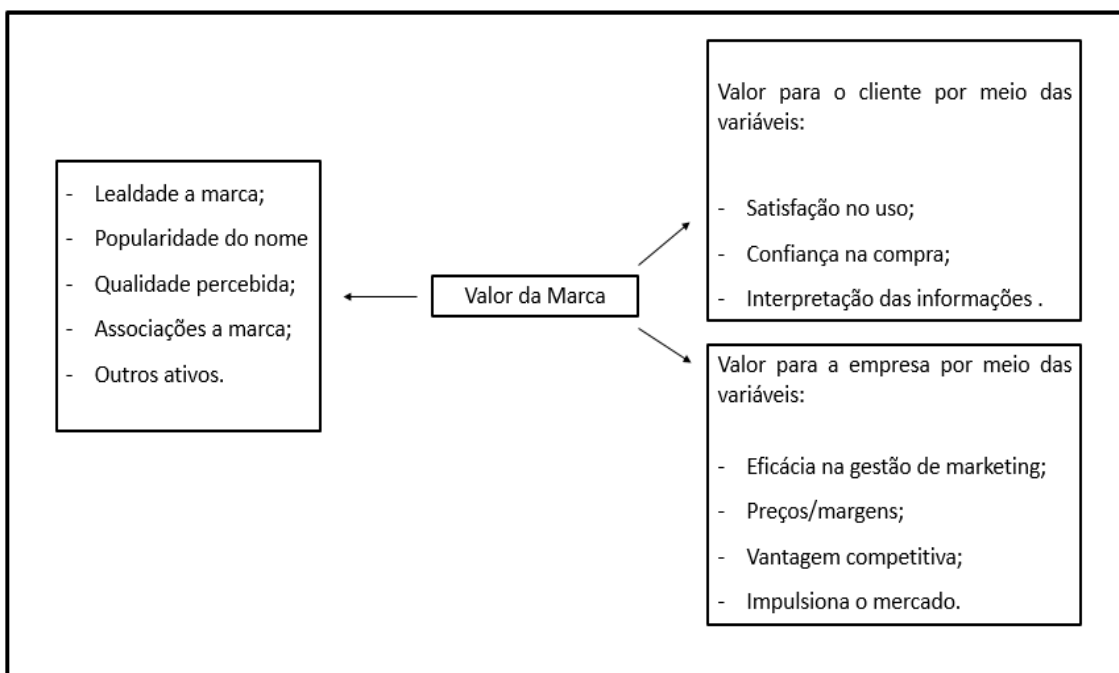 - Lealdade a marca;
- Popularidade do nome
- Qualidade percebida;
- Associações a marca;
- Outros ativos.
Valor da Marca
Valor para o cliente por meio das
variáveis:
- Satisfação no uso;
- Confiança na compra;
- Interpretação das informações .
Valor para a empresa por meio das
variáveis:
- Eficácia na gestão de marketing;
- Preços/margens;
- Vantagem competitiva;
- Impulsiona o mercado.